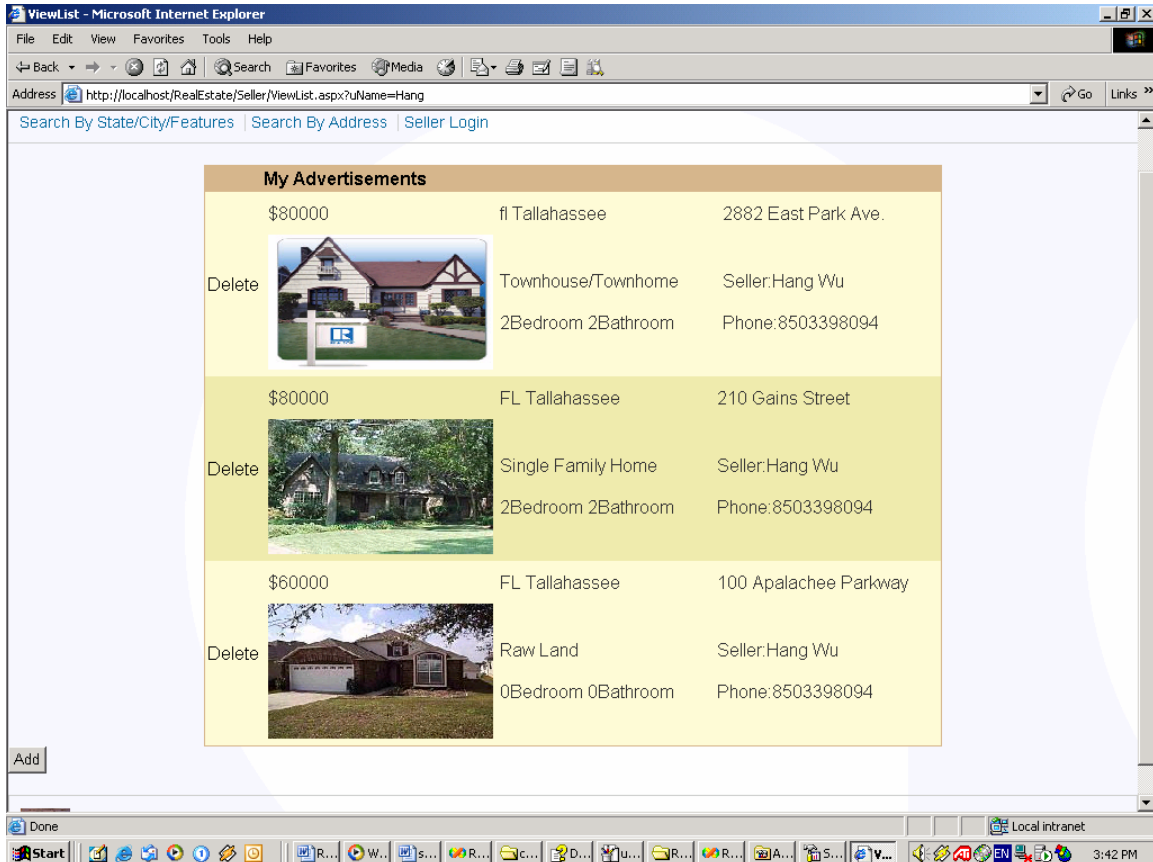 ViewList - Microsoft Internet Explorer
File Edit View Favorites Tools Help
Back Search Favorites Media
Address http://localhost/RealEstate/Seller/ViewList.aspx?uName=Hang Go Links »
Search By State/City/Features | Search By Address | Seller Login
My Advertisements
$80000 fl Tallahassee 2882 East Park Ave.
Delete Townhouse/Townhome Seller:Hang Wu
2Bedroom 2Bathroom Phone:8503398094
$80000 FL Tallahassee 210 Gains Street
Delete Single Family Home Seller:Hang Wu
2Bedroom 2Bathroom Phone:8503398094
$60000 FL Tallahassee 100 Apalachee Parkway
Delete Raw Land Seller:Hang Wu
0Bedroom 0Bathroom Phone:8503398094
Add
Done Local intranet
Start R... W... s... R... c... D... u... R... R... A... S... V... EN 3:42 PM